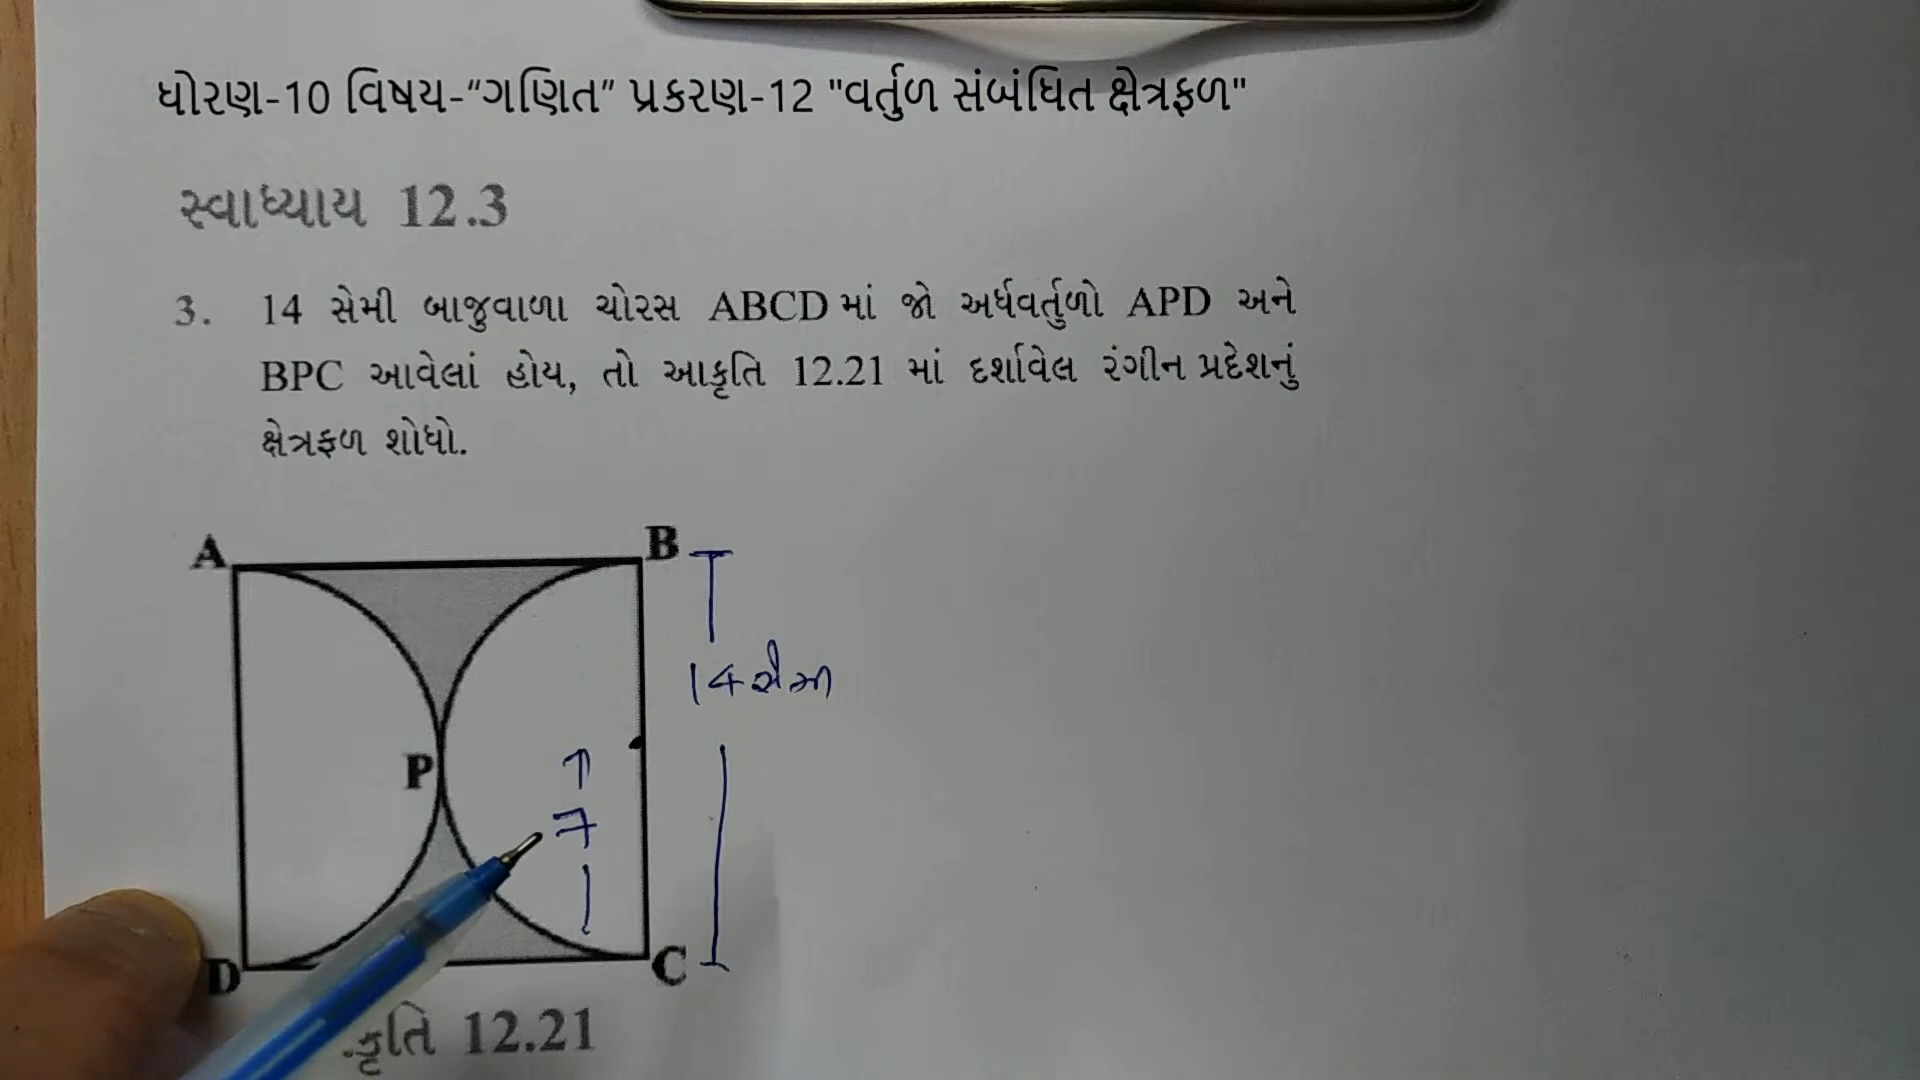 ધોરણ-10 વિષય-“ગણિત” પ્રકરણ-12 "વર્તુળ સંબંધિત ક્ષેત્રફળ"
સ્વાધ્યાય 12.3
3. 14 સેમી બાજુવાળા ચોરસ ABCD માં જો અર્ધવર્તુળો APD અને
BPC આવેલાં હોય, તો આકૃતિ 12.21 માં દર્શાવેલ રંગીન પ્રદેશનું
ક્ષેત્રફળ શોધો.
A B
14 સેમી
P
7
D C
.કૃતિ 12.21